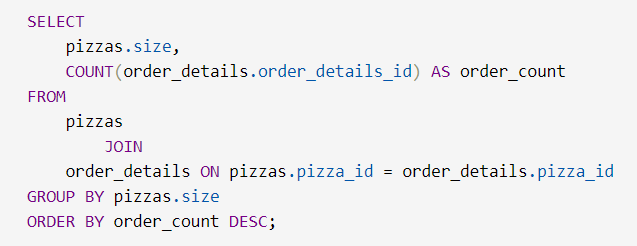 SELECT
pizzas.size,
COUNT(order_details.order_details_id) AS order_count
FROM
pizzas
JOIN
order_details ON pizzas.pizza_id = order_details.pizza_id
GROUP BY pizzas.size
ORDER BY order_count DESC;